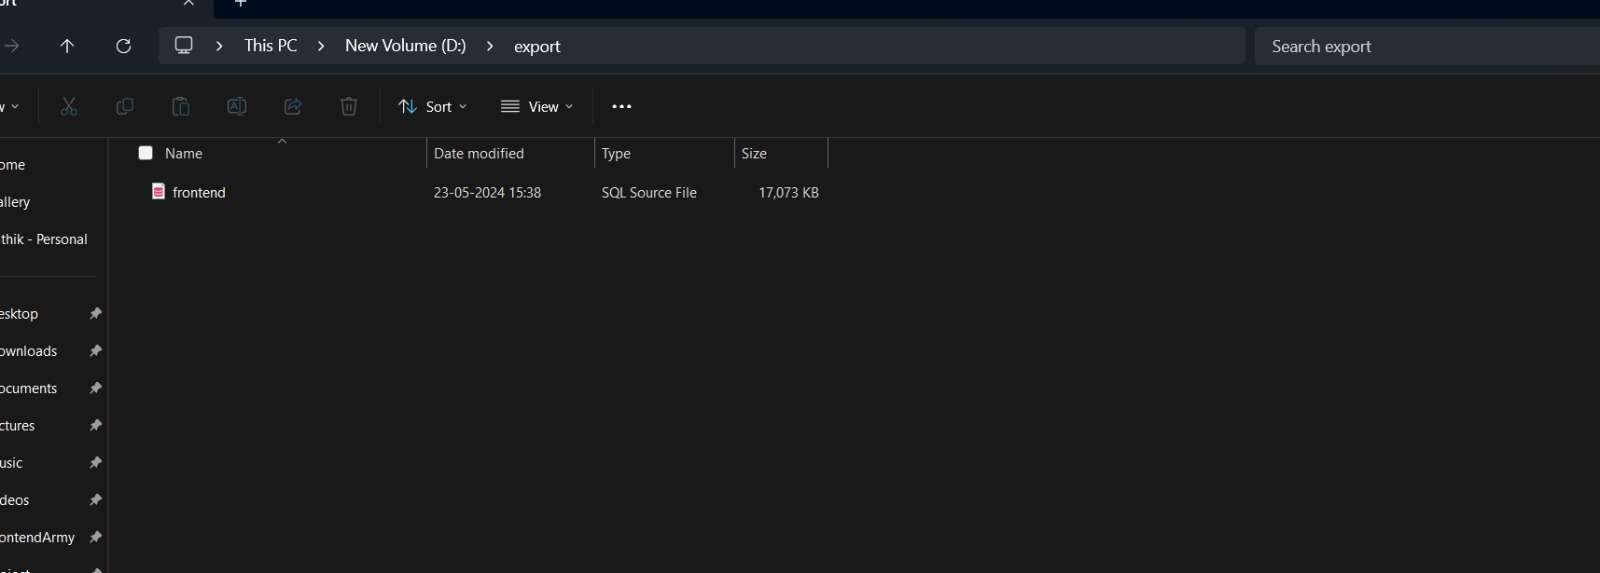 This PC > New Volume (D:) > export
Search export
Sort
View
Name
Date modified
Type
Size
frontend
23-05-2024 15:38
SQL Source File
17,073 KB
ome
allery
thik - Personal
esktop
ownloads
ocuments
ctures
usic
deos
ontendArmy